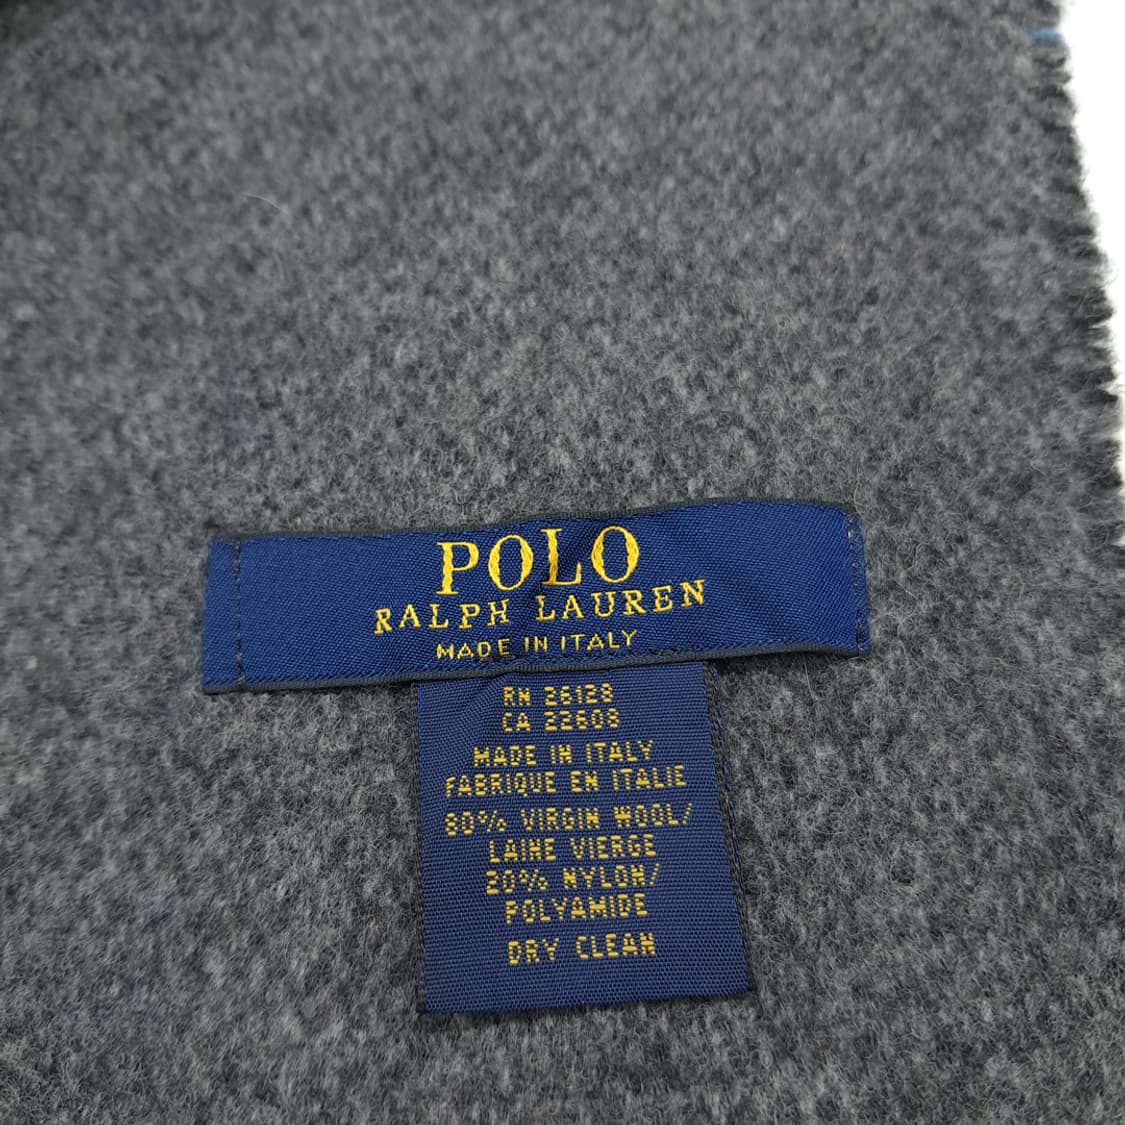 POLO
RALPH LAUREN
MADE IN ITALY
RN 26128
CA 22608
MADE IN ITALY
FABRIQUE EN ITALIE
80% VIRGIN WOOL/
LAINE VIERGE
20% NYLON/
POLYAMIDE
DRY CLEAN